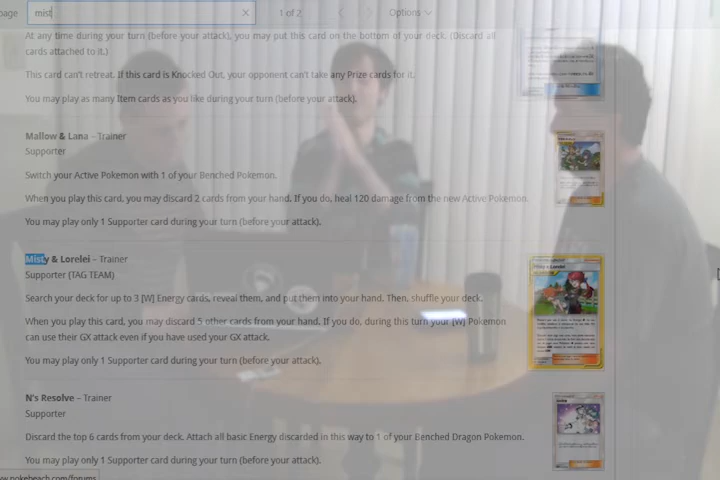 page mist × 1 of 2 Options
At any time during your turn (before your attack), you may put this card on the bottom of your deck. (Discard all
cards attached to it.)
This card can't retreat. If this card is Knocked Out, your opponent can't take any Prize cards for it.
You may play as many Item cards as you like during your turn (before your attack).
Mallow & Lana – Trainer
Supporter
Switch your Active Pokemon with 1 of your Benched Pokemon.
When you play this card, you may discard 2 cards from your hand. If you do, heal 120 damage from the new Active Pokemon.
You may play only 1 Supporter card during your turn (before your attack).
Misty & Lorelei – Trainer
Supporter (TAG TEAM)
Search your deck for up to 3 [W] Energy cards, reveal them, and put them into your hand. Then, shuffle your deck.
When you play this card, you may discard 5 other cards from your hand. If you do, during this turn your [W] Pokemon
can use their GX attack even if you have used your GX attack.
You may play only 1 Supporter card during your turn (before your attack).
N's Resolve – Trainer
Supporter
Discard the top 6 cards from your deck. Attach all basic Energy discarded in this way to 1 of your Benched Dragon Pokemon.
You may play only 1 Supporter card during your turn (before your attack).
ww.pokebeach.com/forums